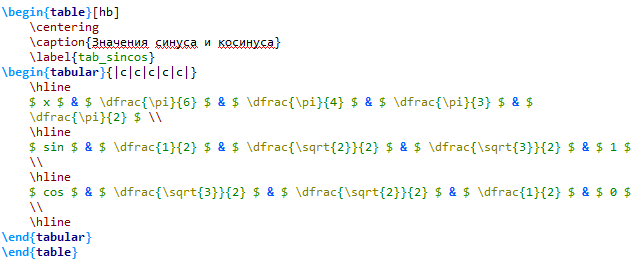 \begin{table}[hb]
\centering
\caption{Значения синуса и косинуса}
\label{tab_sincos}
\begin{tabular}{|c|c|c|c|c|}
\hline
$ x $ & $ \dfrac{\pi}{6} $ & $ \dfrac{\pi}{4} $ & $ \dfrac{\pi}{3} $ & $
\dfrac{\pi}{2} $ \\
\hline
$ sin $ & $ \dfrac{1}{2} $ & $ \dfrac{\sqrt{2}}{2} $ & $ \dfrac{\sqrt{3}}{2} $ & $ 1 $
\\
\hline
$ cos $ & $ \dfrac{\sqrt{3}}{2} $ & $ \dfrac{\sqrt{2}}{2} $ & $ \dfrac{1}{2} $ & $ 0 $
\\
\hline
\end{tabular}
\end{table}